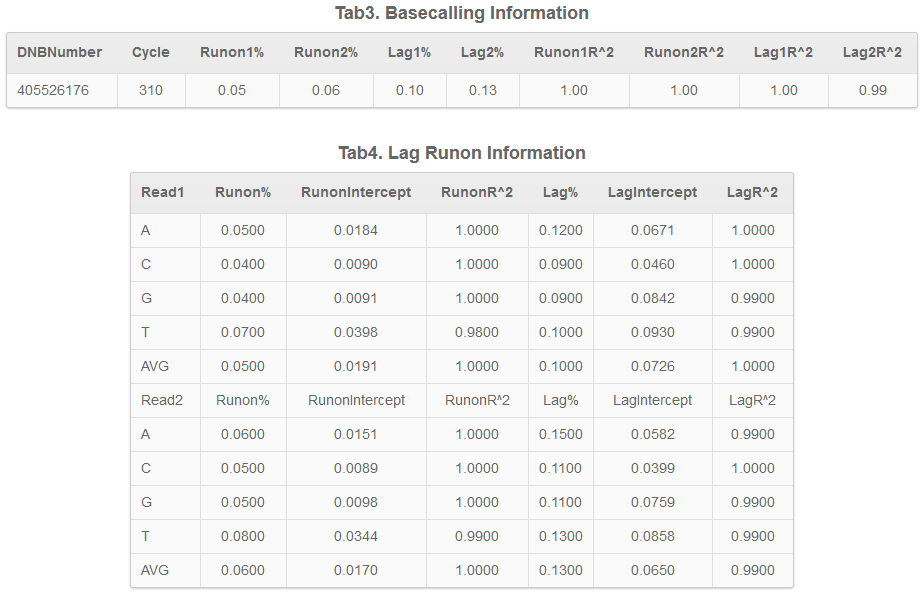 Tab3. Basecalling Information
DNBNumber Cycle Runon1% Runon2% Lag1% Lag2% Runon1R^2 Runon2R^2 Lag1R^2 Lag2R^2
405526176 310 0.05 0.06 0.10 0.13 1.00 1.00 1.00 0.99
Tab4. Lag Runon Information
Read1 Runon% RunonIntercept RunonR^2 Lag% LagIntercept LagR^2
A 0.0500 0.0184 1.0000 0.1200 0.0671 1.0000
C 0.0400 0.0090 1.0000 0.0900 0.0460 1.0000
G 0.0400 0.0091 1.0000 0.0900 0.0842 0.9900
T 0.0700 0.0398 0.9800 0.1000 0.0930 0.9900
AVG 0.0500 0.0191 1.0000 0.1000 0.0726 1.0000
Read2 Runon% RunonIntercept RunonR^2 Lag% LagIntercept LagR^2
A 0.0600 0.0151 1.0000 0.1500 0.0582 0.9900
C 0.0500 0.0089 1.0000 0.1100 0.0399 1.0000
G 0.0500 0.0098 1.0000 0.1100 0.0759 0.9900
T 0.0800 0.0344 0.9900 0.1300 0.0858 0.9900
AVG 0.0600 0.0170 1.0000 0.1300 0.0650 0.9900